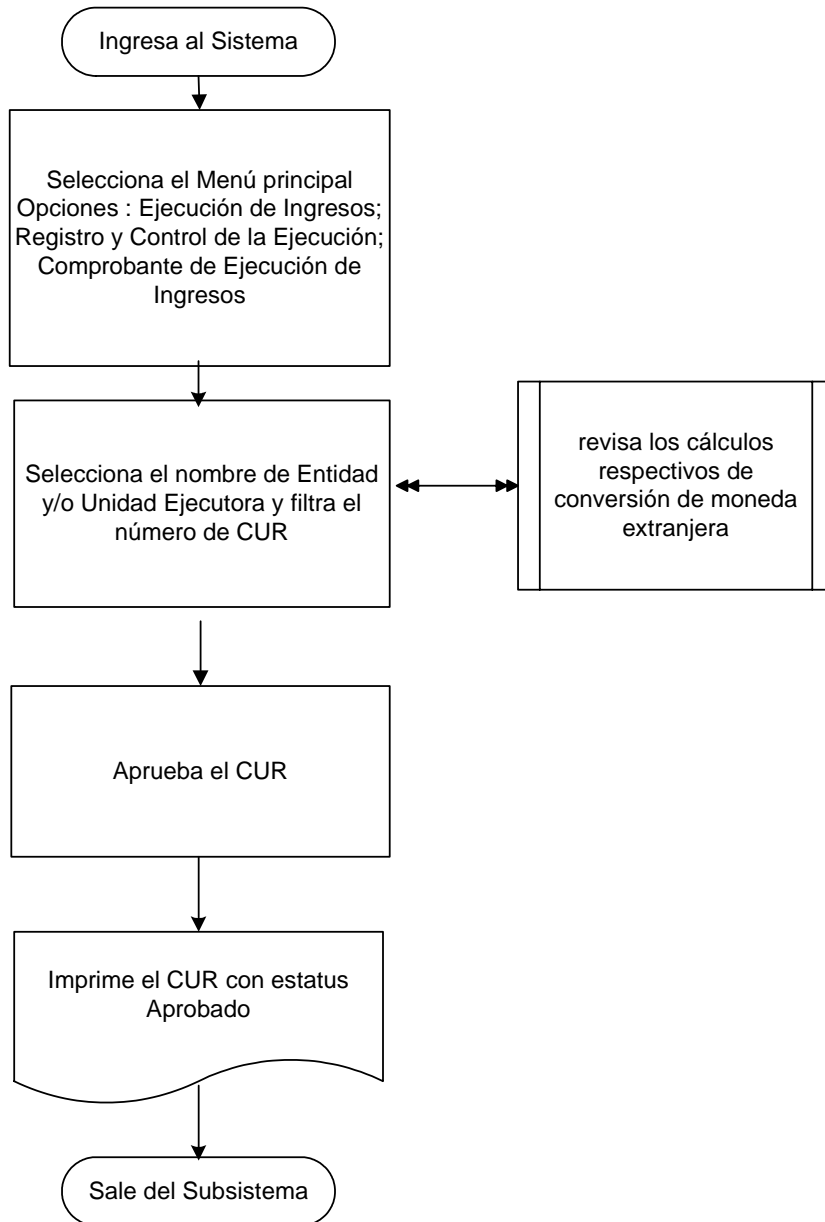 Ingresa al Sistema
Selecciona el Menú principal
Opciones : Ejecución de Ingresos;
Registro y Control de la Ejecución;
Comprobante de Ejecución de
Ingresos
Selecciona el nombre de Entidad
y/o Unidad Ejecutora y filtra el
número de CUR
revisa los cálculos
respectivos de
conversión de moneda
extranjera
Aprueba el CUR
Imprime el CUR con estatus
Aprobado
Sale del Subsistema